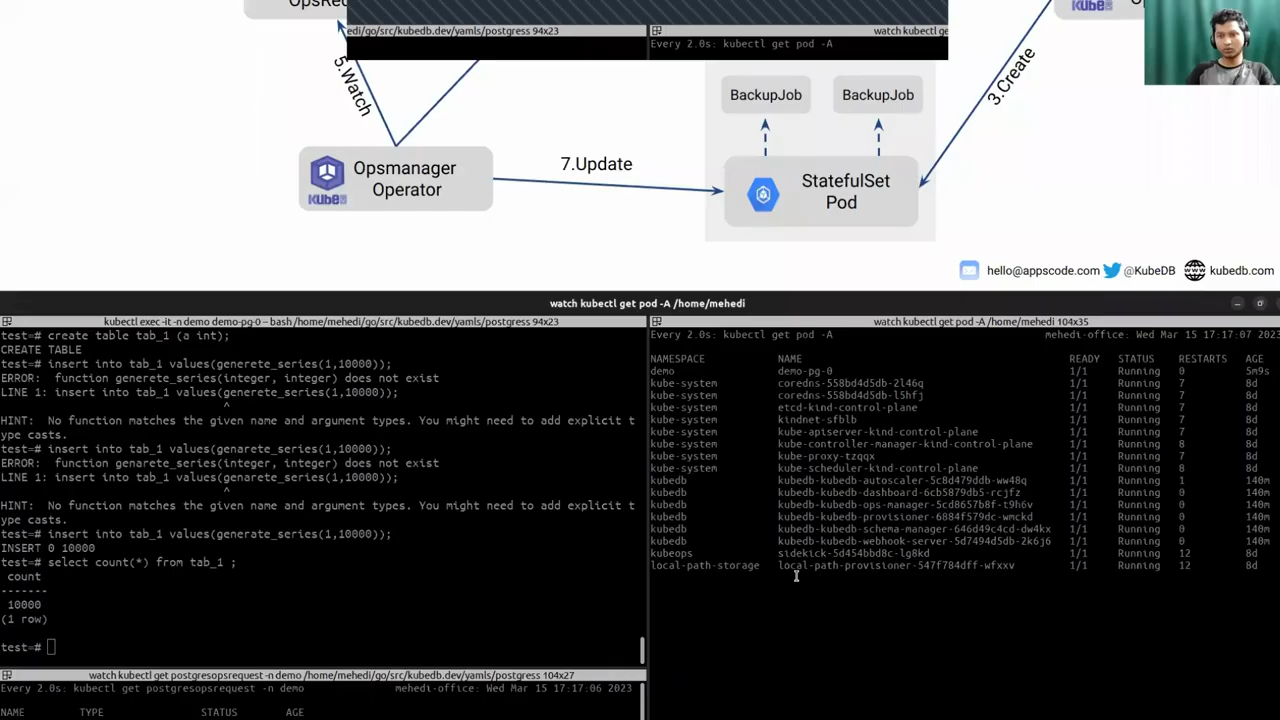 edi/go/src/kubedb.dev/yamls/postgress 94x23
watch kubectl ge
Every 2.0s: kubectl get pod -A
5.Watch
BackupJob
BackupJob
3.Create
Opsmanager
Operator
7.Update
StatefulSet
Pod
hello@appscode.com
@KubeDB
kubedb.com
watch kubectl get pod -A /home/mehedi
kubectl exec -it -n demo demo-pg-0 -- bash /home/mehedi/go/src/kubedb.dev/yamls/postgress 94x23
test=# create table tab_1 (a int);
CREATE TABLE
test=# insert into tab_1 values(generete_series(1,10000));
ERROR:  function generete_series(integer, integer) does not exist
LINE 1: insert into tab_1 values(generete_series(1,10000));
^
HINT:  No function matches the given name and argument types. You might need to add explicit t
ype casts.
test=# insert into tab_1 values(genarete_series(1,10000));
ERROR:  function genarete_series(integer, integer) does not exist
LINE 1: insert into tab_1 values(genarete_series(1,10000));
^
HINT:  No function matches the given name and argument types. You might need to add explicit t
ype casts.
test=# insert into tab_1 values(generate_series(1,10000));
INSERT 0 10000
test=# select count(*) from tab_1 ;
count
-------
10000
(1 row)
test=#
watch kubectl get postgresopsrequest -n demo /home/mehedi/go/src/kubedb.dev/yamls/postgress 104x27
Every 2.0s: kubectl get postgresopsrequest -n demo mehedi-office: Wed Mar 15 17:17:06 2023
NAME TYPE STATUS AGE
watch kubectl get pod -A /home/mehedi 104x35
Every 2.0s: kubectl get pod -A mehedi-office: Wed Mar 15 17:17:07 2023
NAMESPACE NAME READY STATUS RESTARTS AGE
demo demo-pg-0 1/1 Running 0 5m9s
kube-system coredns-558bd4d5db-2l46q 1/1 Running 7 8d
kube-system coredns-558bd4d5db-l5hfj 1/1 Running 7 8d
kube-system etcd-kind-control-plane 1/1 Running 7 8d
kube-system kindnet-sfblb 1/1 Running 7 8d
kube-system kube-apiserver-kind-control-plane 1/1 Running 7 8d
kube-system kube-controller-manager-kind-control-plane 1/1 Running 8 8d
kube-system kube-proxy-tzqqx 1/1 Running 7 8d
kube-system kube-scheduler-kind-control-plane 1/1 Running 8 8d
kubedb kubedb-kubedb-autoscaler-5c8d479ddb-ww48q 1/1 Running 1 140m
kubedb kubedb-kubedb-dashboard-6cb5879db5-rcjfz 1/1 Running 0 140m
kubedb kubedb-kubedb-ops-manager-5cd8657b8f-t9h6v 1/1 Running 0 140m
kubedb kubedb-kubedb-provisioner-6884f579dc-wmckd 1/1 Running 0 140m
kubedb kubedb-kubedb-schema-manager-646d49c4cd-dw4kx 1/1 Running 0 140m
kubedb kubedb-kubedb-webhook-server-5d7494d5db-2k6j6 1/1 Running 0 140m
kubeops sidekick-5d454bbd8c-lg8kd 1/1 Running 12 8d
local-path-storage local-path-provisioner-547f784dff-wfxxv 1/1 Running 12 8d